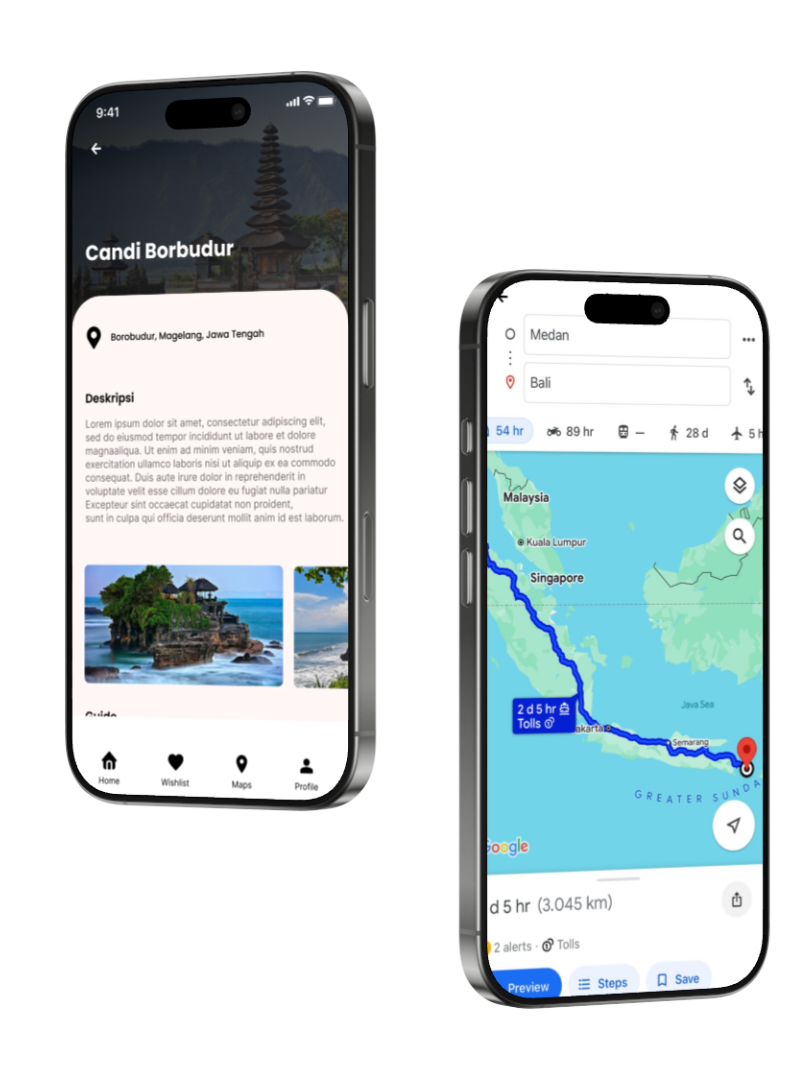 9:41
Candi Borbudur
Borobudur, Magelang, Jawa Tengah
Deskripsi
Lorem ipsum dolor sit amet, consectetur adipiscing elit,
sed do eiusmod tempor incididunt ut labore et dolore
magnaaliqua. Ut enim ad minim veniam, quis nostrud
exercitation ullamco laboris nisi ut aliquip ex ea commodo
consequat. Duis aute irure dolor in reprehenderit in
voluptate velit esse cillum dolore eu fugiat nulla pariatur
Excepteur sint occaecat cupidatat non proident,
sunt in culpa qui officia deserunt mollit anim id est laborum.
Home Wishlist Maps Profile
Medan
Bali
54 hr 89 hr — 28 d 5 h
Malaysia
Kuala Lumpur
Singapore
Java Sea
2 d 5 hr
Tolls
akarta
Semarang
GREATER SUNDA
Google
d 5 hr (3.045 km)
2 alerts · Tolls
Preview Steps Save